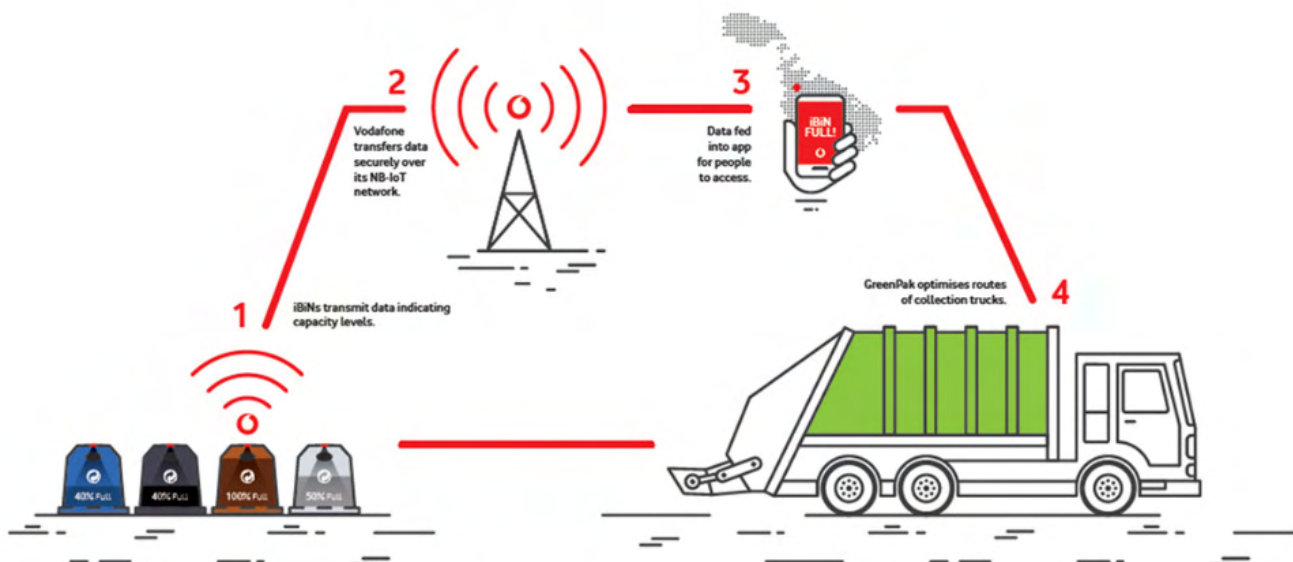 1
iBiNs transmit data indicating
capacity levels.
40% FULL
40% FULL
100% FULL
50% FULL
2
Vodafone
transfers data
securely over
its NB-IoT
network.
3
Data fed
into app
for people
to access.
iBiN
FULL!
4
GreenPak optimises routes
of collection trucks.